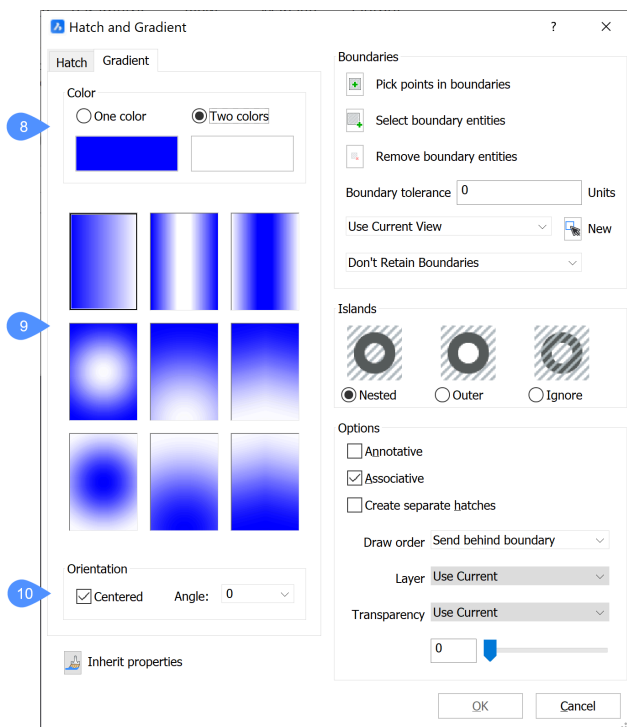 Hatch and Gradient
?
Hatch
Gradient
Color
8
One color
Two colors
9
Orientation
10
Centered
Angle: 0
Inherit properties
Boundaries
Pick points in boundaries
Select boundary entities
Remove boundary entities
Boundary tolerance 0 Units
Use Current View
New
Don't Retain Boundaries
Islands
Nested
Outer
Ignore
Options
Annotative
Associative
Create separate hatches
Draw order Send behind boundary
Layer Use Current
Transparency Use Current
0
OK
Cancel